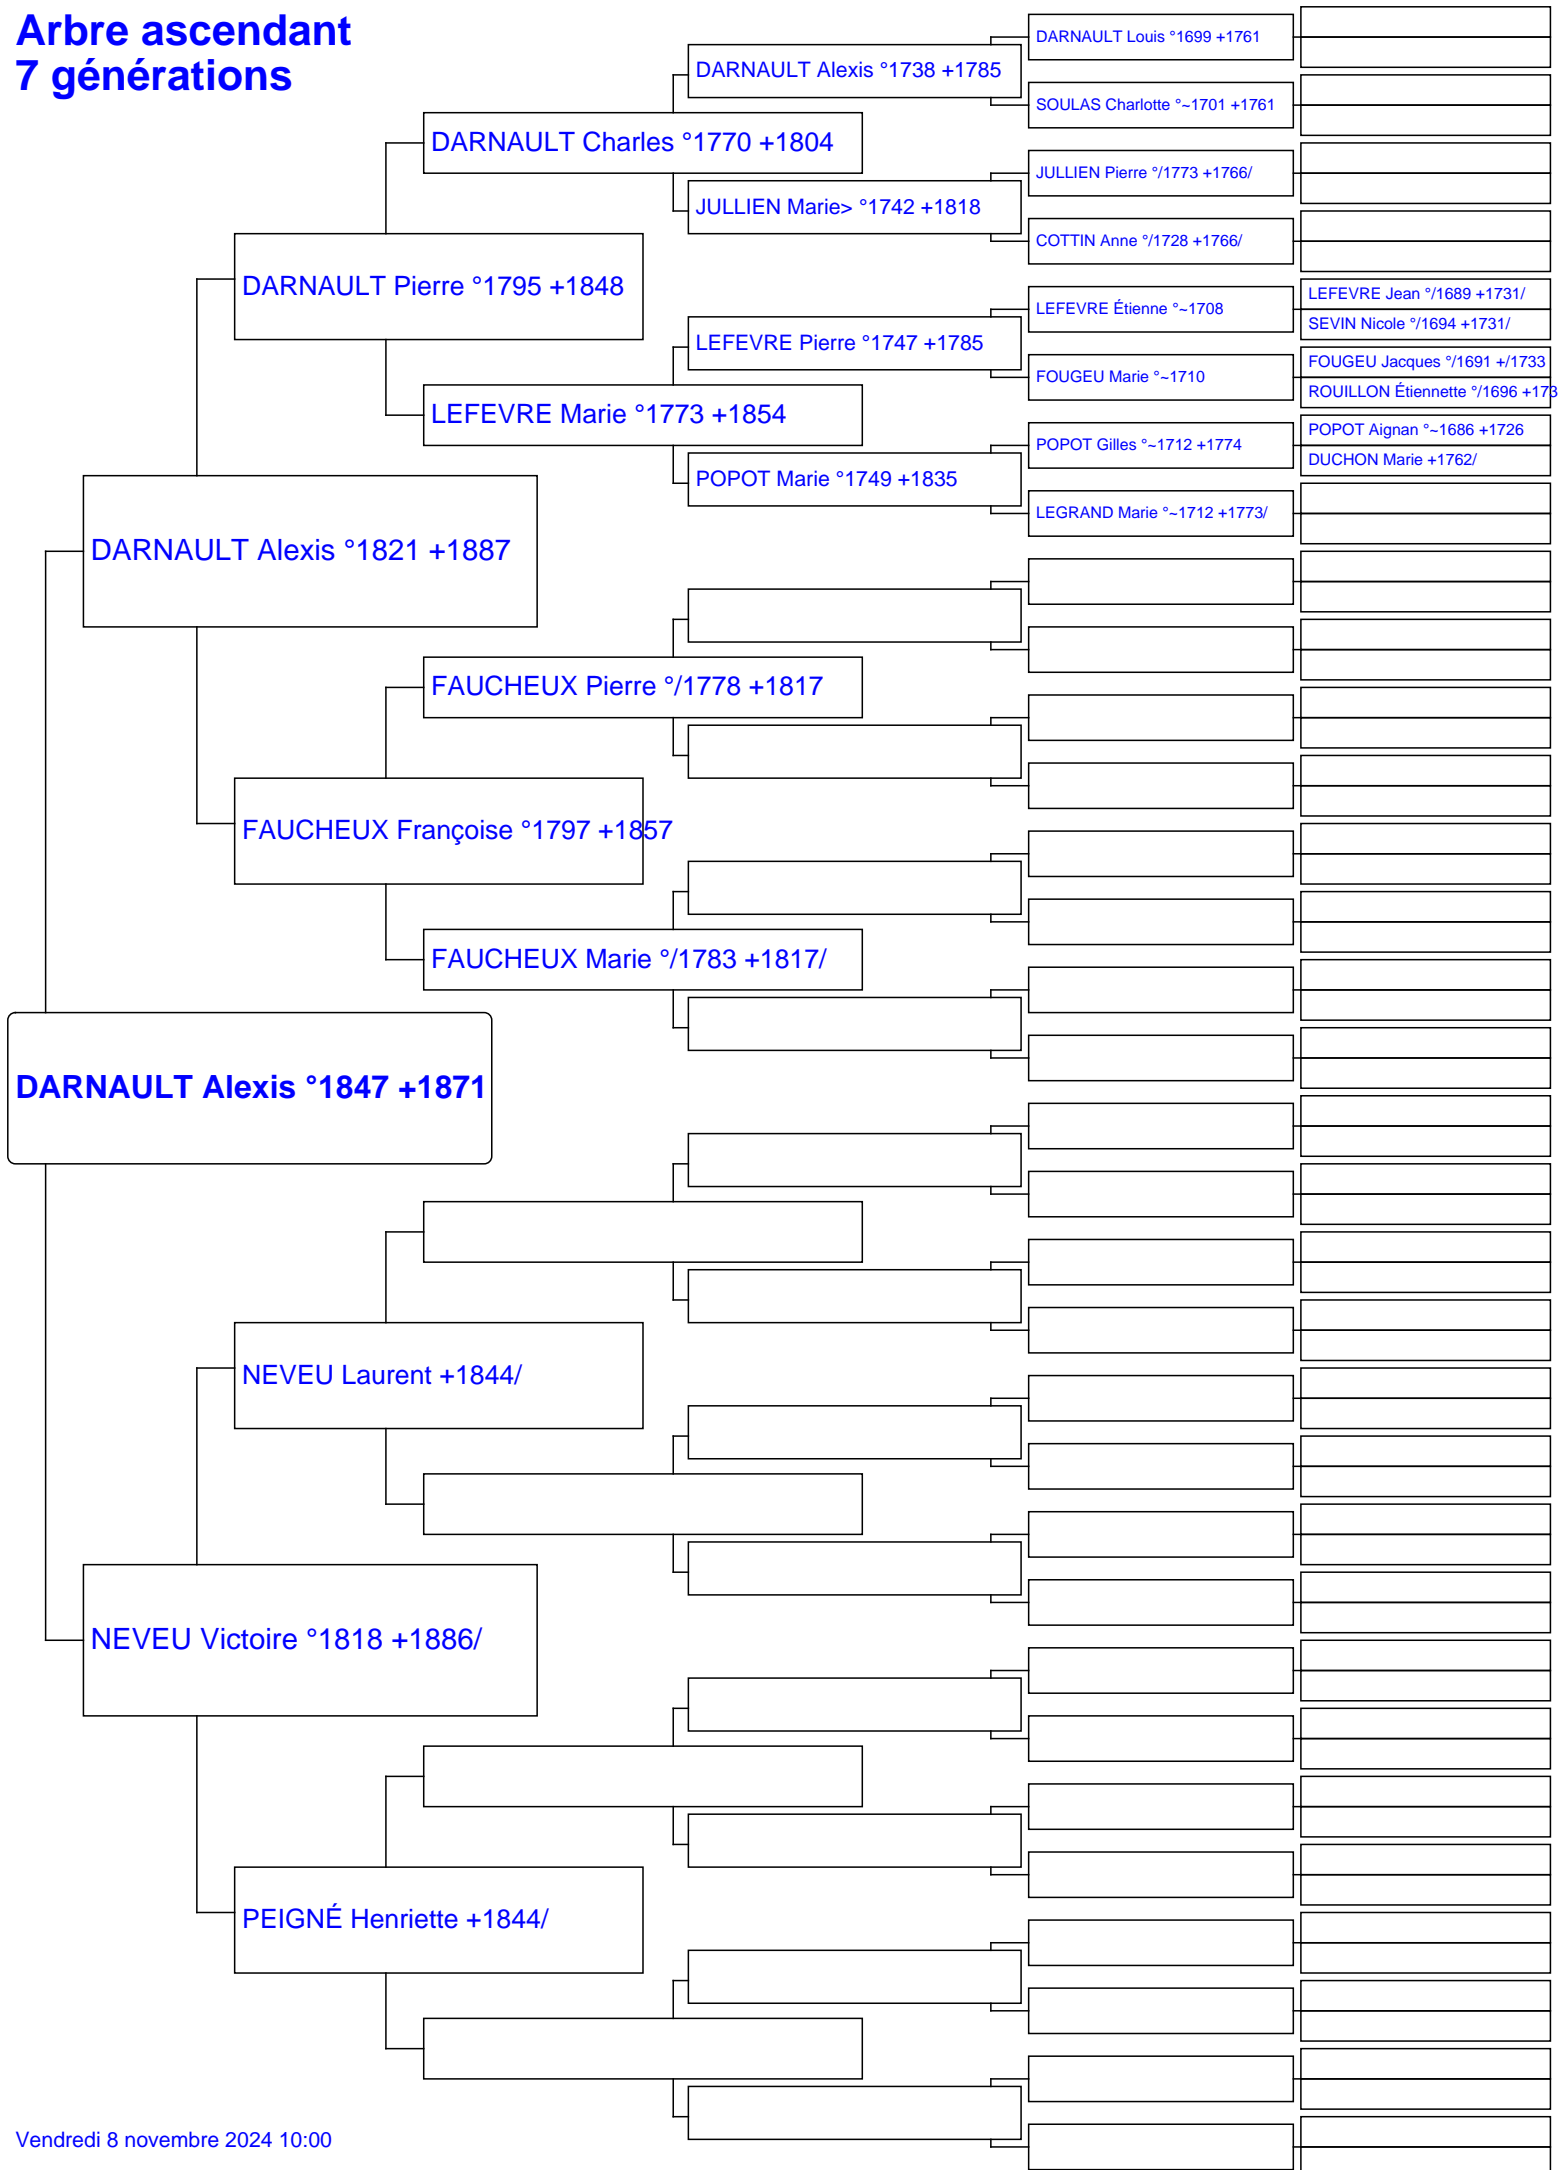 Arbre ascendant
7 générations
DARNAULT Louis °1699 +1761
DARNAULT Alexis °1738 +1785
SOULAS Charlotte °~1701 +1761
DARNAULT Charles °1770 +1804
JULLIEN Pierre °/1773 +1766/
JULLIEN Marie> °1742 +1818
COTTIN Anne °/1728 +1766/
DARNAULT Pierre °1795 +1848
LEFEVRE Jean °/1689 +1731/
LEFEVRE Étienne °~1708
SEVIN Nicole °/1694 +1731/
LEFEVRE Pierre °1747 +1785
FOUGEU Jacques °/1691 +/1733
FOUGEU Marie °~1710
ROUILLON Étiennette °/1696 +173
LEFEVRE Marie °1773 +1854
POPOT Aignan °~1686 +1726
POPOT Gilles °~1712 +1774
DUCHON Marie +1762/
POPOT Marie °1749 +1835
LEGRAND Marie °~1712 +1773/
DARNAULT Alexis °1821 +1887
FAUCHEUX Pierre °/1778 +1817
FAUCHEUX Françoise °1797 +1857
FAUCHEUX Marie °/1783 +1817/
DARNAULT Alexis °1847 +1871
NEVEU Laurent +1844/
NEVEU Victoire °1818 +1886/
PEIGNÉ Henriette +1844/
Vendredi 8 novembre 2024 10:00